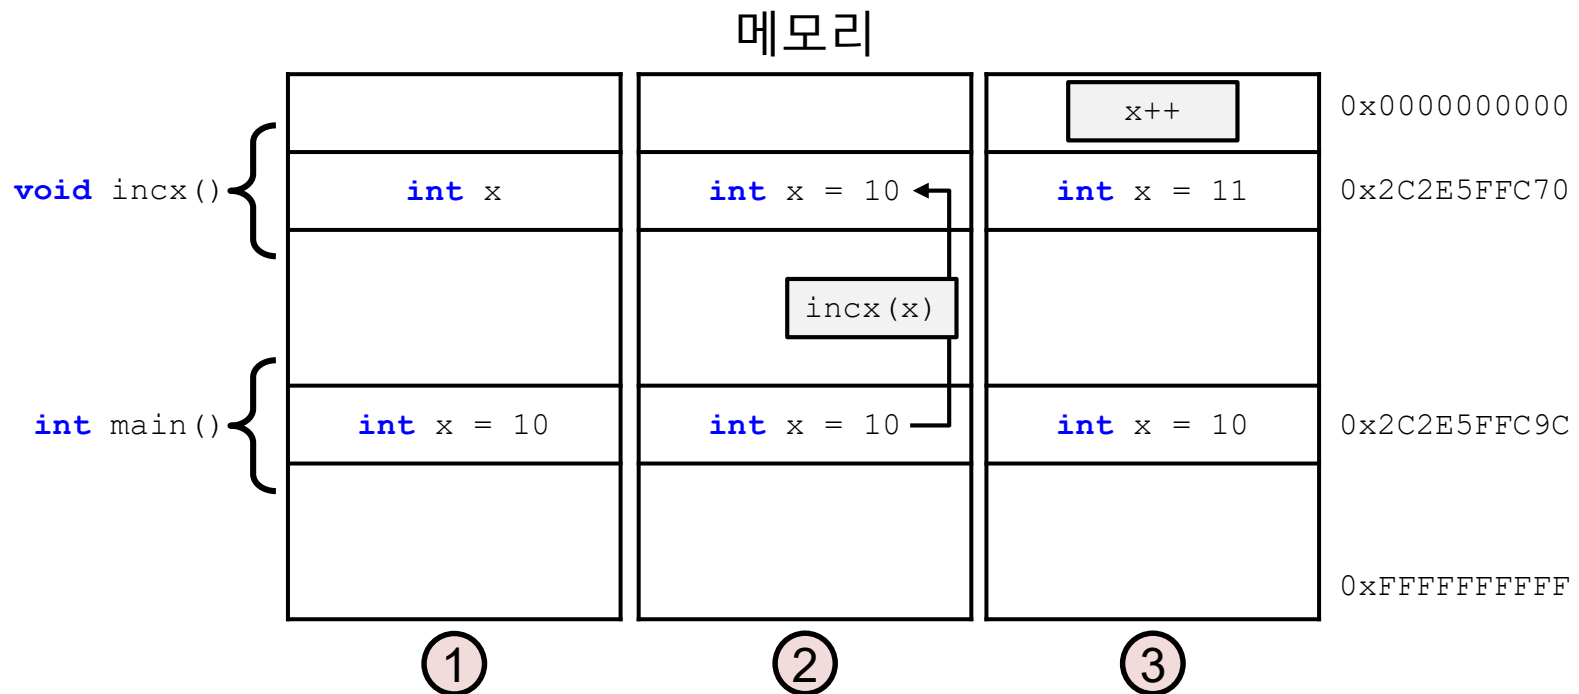 메모리
x++
0x0000000000
void incx()
int x
int x = 10
int x = 11
0x2C2E5FFC70
incx(x)
int main()
int x = 10
int x = 10
int x = 10
0x2C2E5FFC9C
0xFFFFFFFFFF
1
2
3